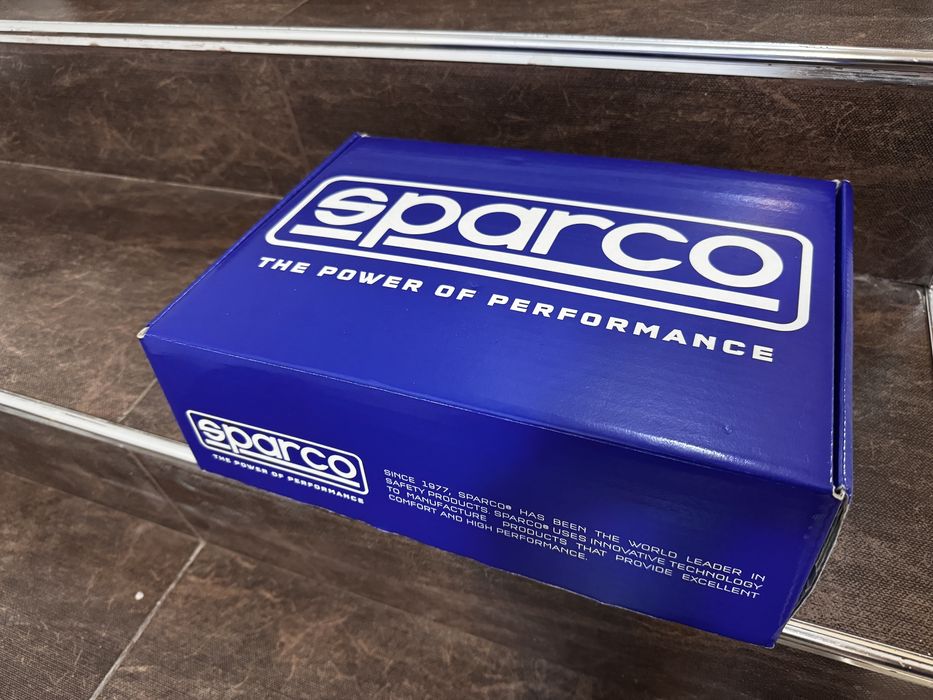 sparco
THE POWER OF PERFORMANCE
sparco
THE POWER OF PERFORMANCE
SINCE 1977, SPARCO® HAS BEEN THE WORLD LEADER IN
SAFETY PRODUCTS. SPARCO® USES INNOVATIVE TECHNOLOGY
TO MANUFACTURE PRODUCTS THAT PROVIDE EXCELLENT
COMFORT AND HIGH PERFORMANCE.